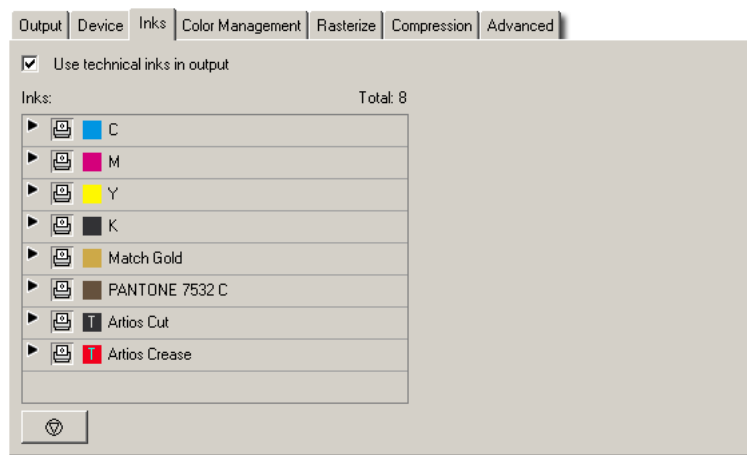 Output Device Inks Color Management Rasterize Compression Advanced
Use technical inks in output
Inks: Total: 8
C
M
Y
K
Match Gold
PANTONE 7532 C
T Artios Cut
T Artios Crease